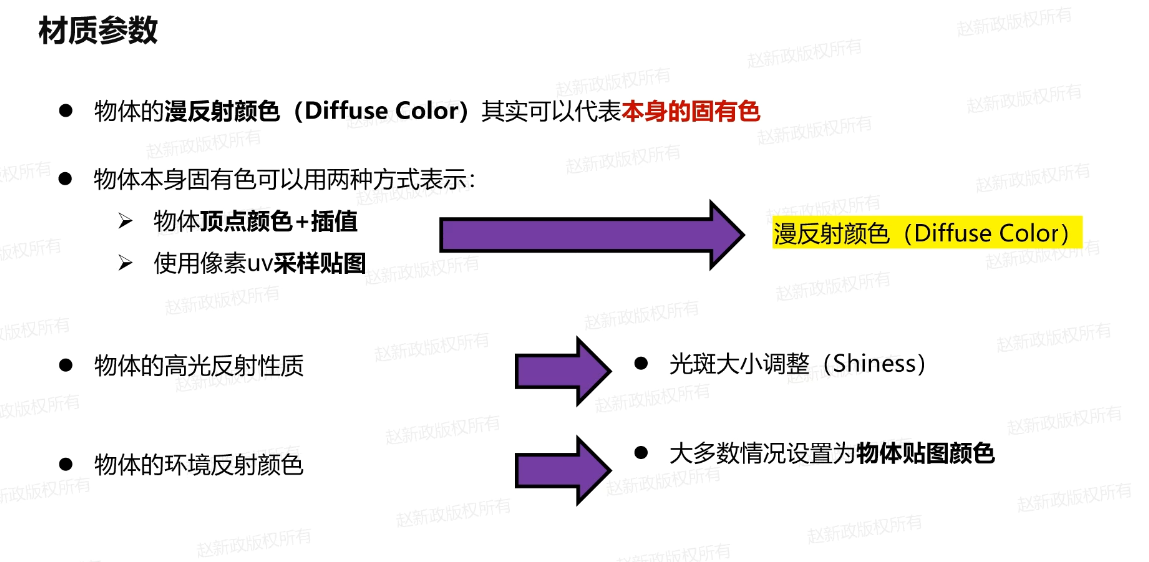 材质参数
物体的漫反射颜色（Diffuse Color）其实可以代表本身的固有色
物体本身固有色可以用两种方式表示：
物体顶点颜色+插值
使用像素uv采样贴图
漫反射颜色（Diffuse Color）
物体的高光反射性质
光斑大小调整（Shiness）
物体的环境反射颜色
大多数情况设置为物体贴图颜色
赵新政版权所有